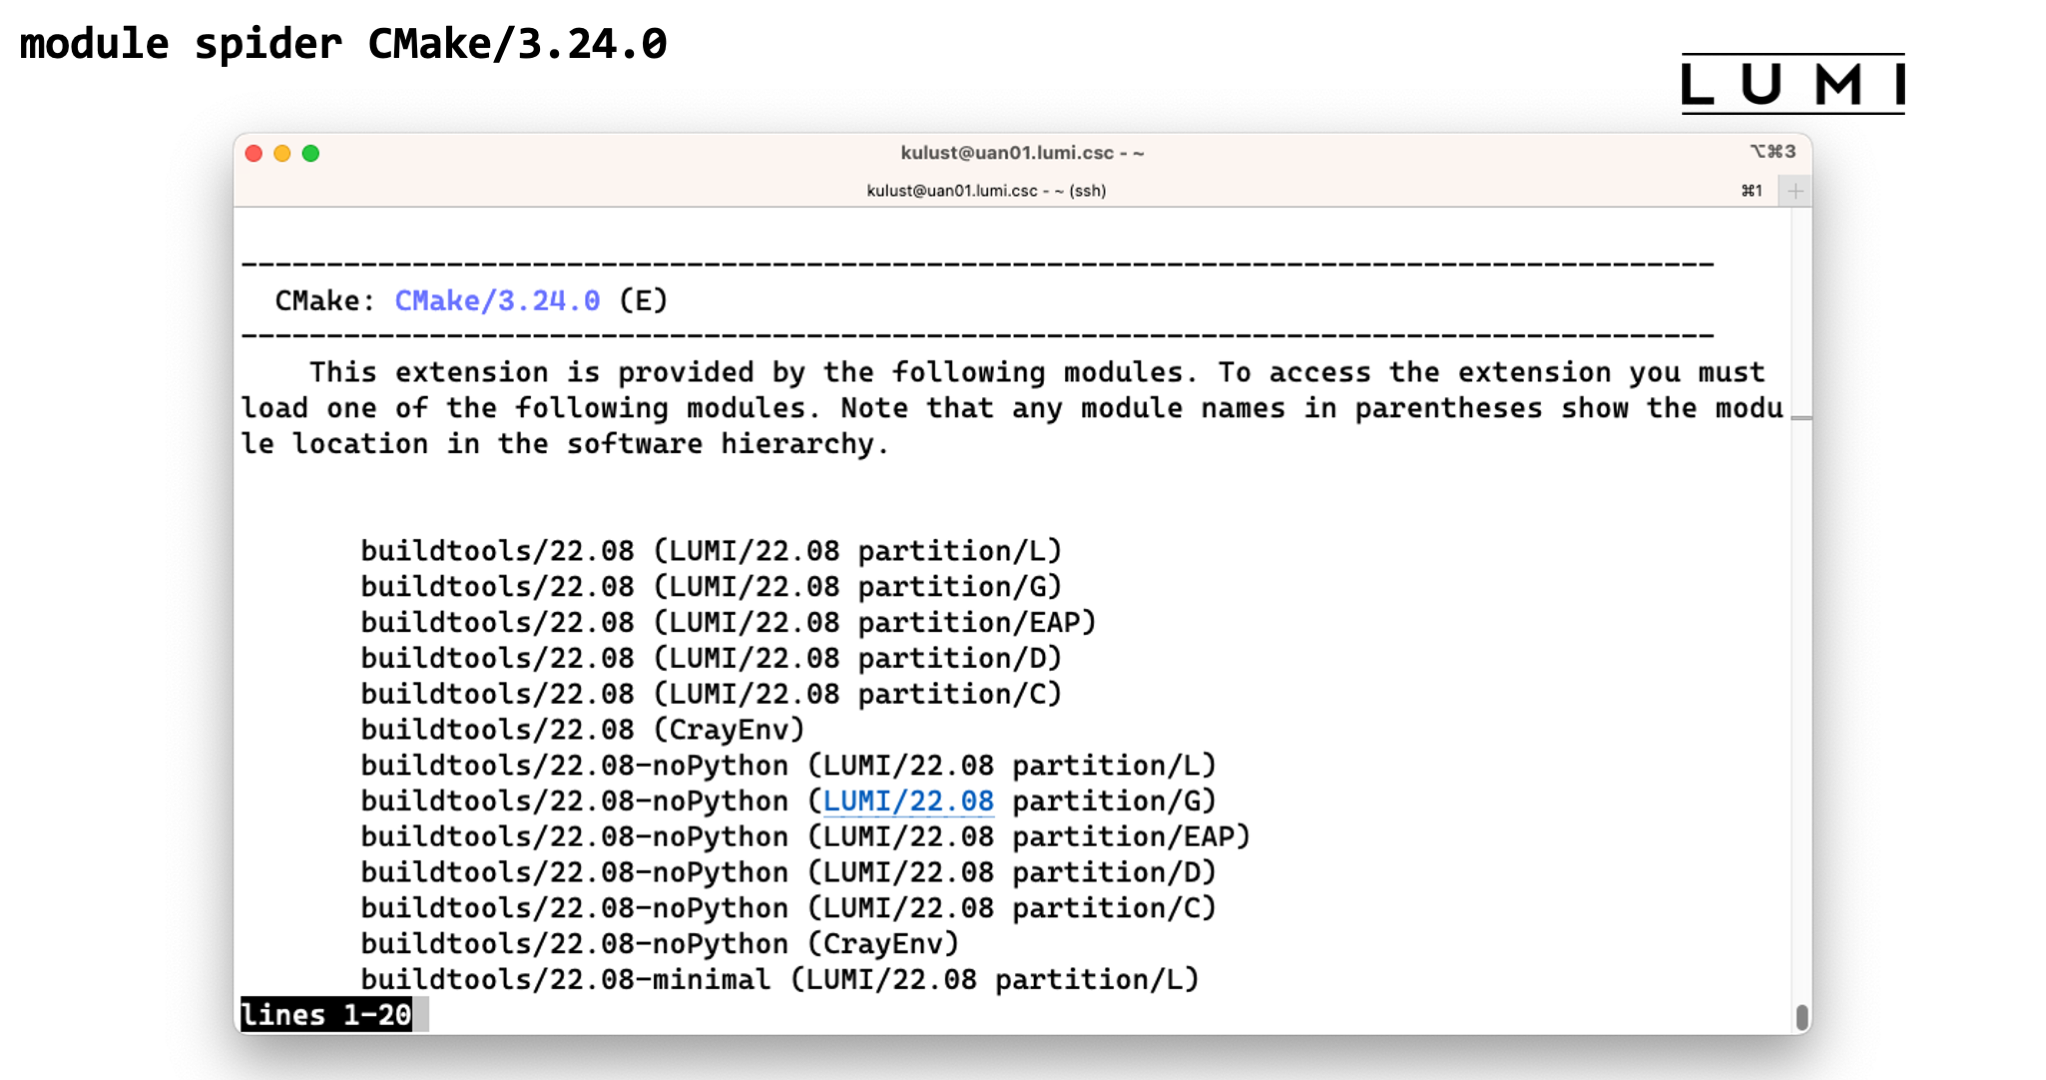 module spider CMake/3.24.0
LUMI
kulust@uan01.lumi.csc - ~
⌥⌘3
kulust@uan01.lumi.csc - ~ (ssh)
⌘1
+
--------------------------------------------------------------------------------------
CMake: CMake/3.24.0 (E)
--------------------------------------------------------------------------------------
This extension is provided by the following modules. To access the extension you must
load one of the following modules. Note that any module names in parentheses show the modu
le location in the software hierarchy.
buildtools/22.08 (LUMI/22.08 partition/L)
buildtools/22.08 (LUMI/22.08 partition/G)
buildtools/22.08 (LUMI/22.08 partition/EAP)
buildtools/22.08 (LUMI/22.08 partition/D)
buildtools/22.08 (LUMI/22.08 partition/C)
buildtools/22.08 (CrayEnv)
buildtools/22.08-noPython (LUMI/22.08 partition/L)
buildtools/22.08-noPython (LUMI/22.08 partition/G)
buildtools/22.08-noPython (LUMI/22.08 partition/EAP)
buildtools/22.08-noPython (LUMI/22.08 partition/D)
buildtools/22.08-noPython (LUMI/22.08 partition/C)
buildtools/22.08-noPython (CrayEnv)
buildtools/22.08-minimal (LUMI/22.08 partition/L)
lines 1-20